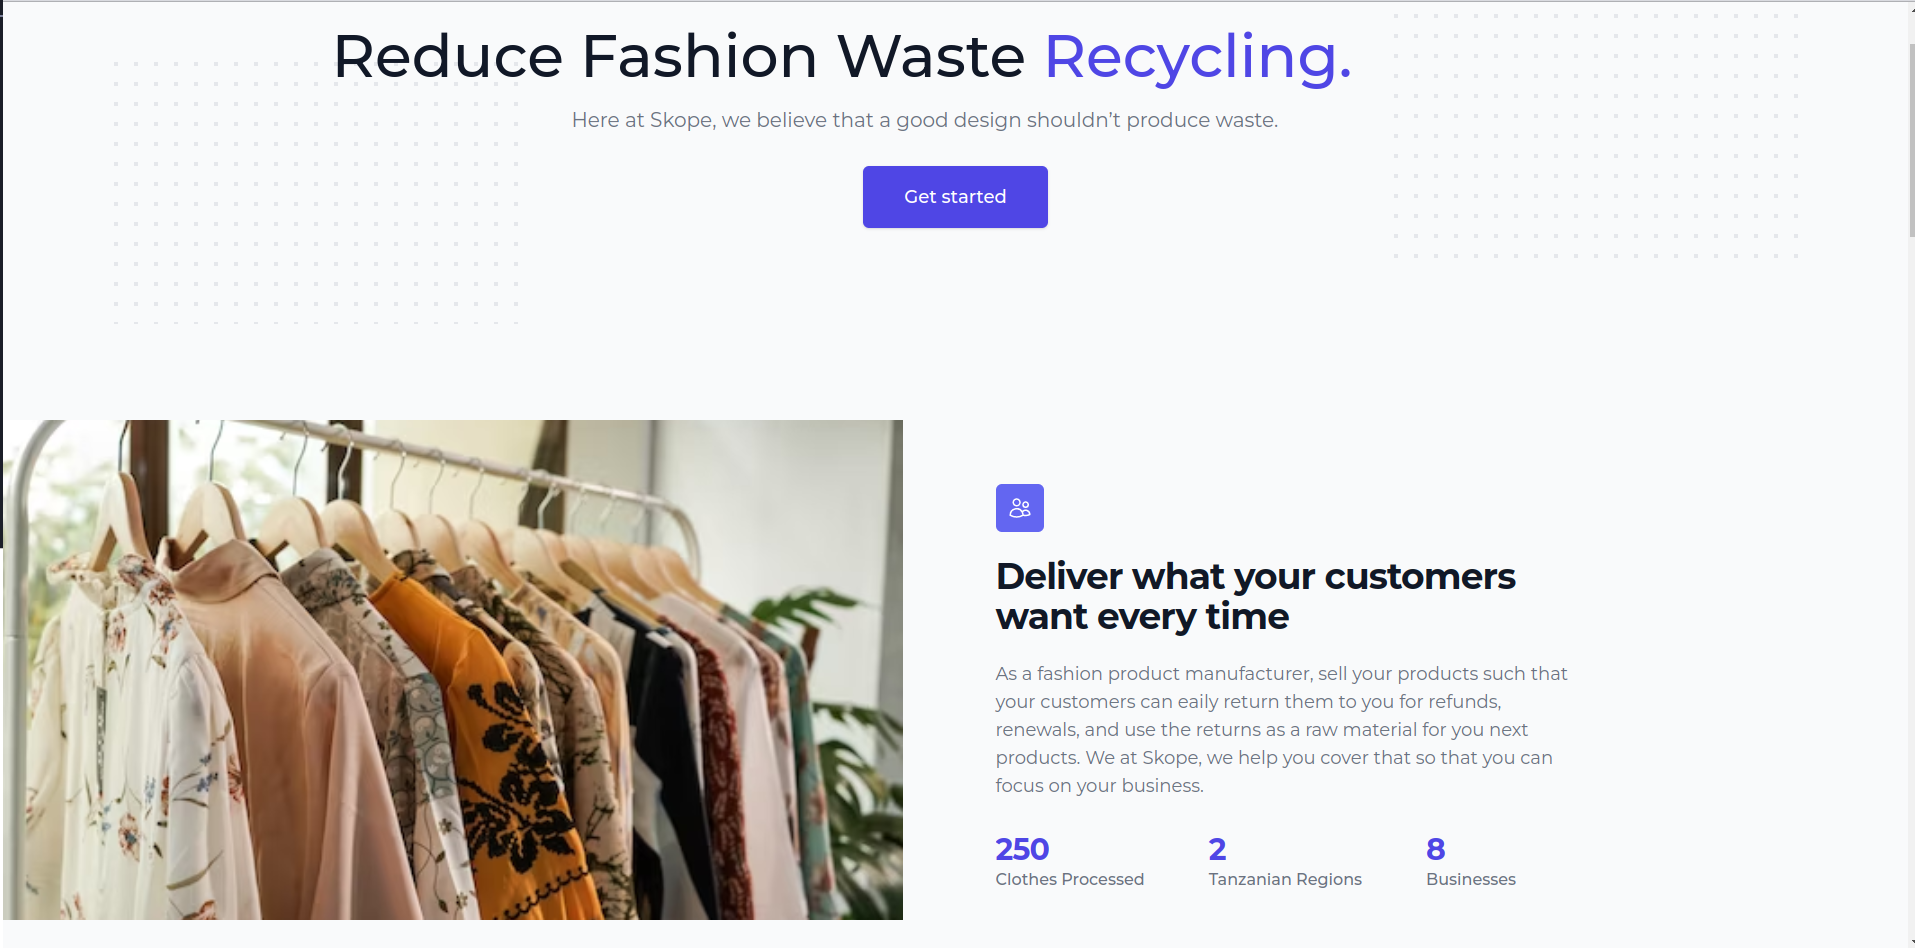 Reduce Fashion Waste Recycling.
Here at Skope, we believe that a good design shouldn’t produce waste.
Get started
Deliver what your customers
want every time
As a fashion product manufacturer, sell your products such that
your customers can eaily return them to you for refunds,
renewals, and use the returns as a raw material for you next
products. We at Skope, we help you cover that so that you can
focus on your business.
250 2 8
Clothes Processed Tanzanian Regions Businesses